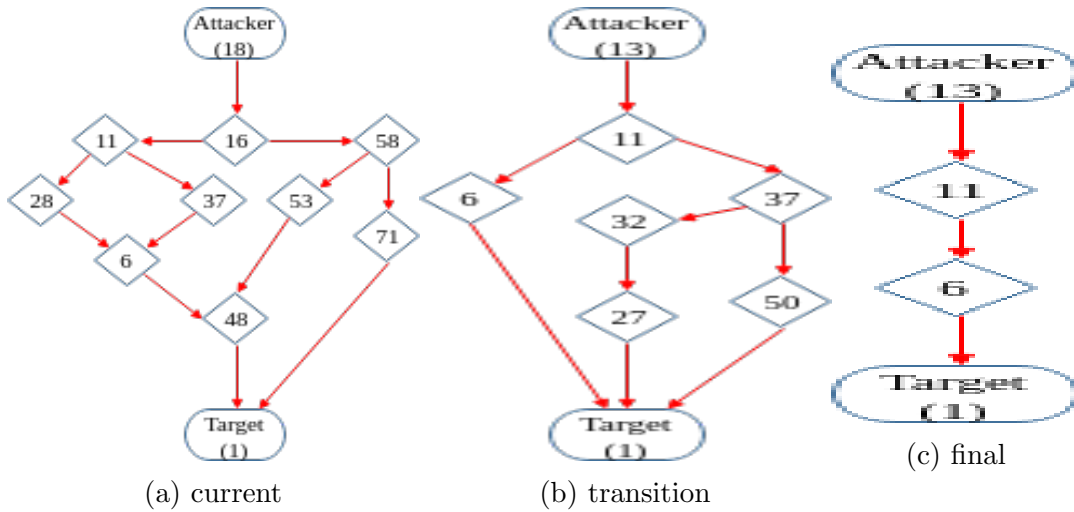 Attacker
(18)
11
16
58
28
37
53
6
71
48
Target
(1)
(a) current
Attacker
(13)
11
6
32
37
27
50
Target
(1)
(b) transition
Attacker
(13)
11
6
Target
(1)
(c) final